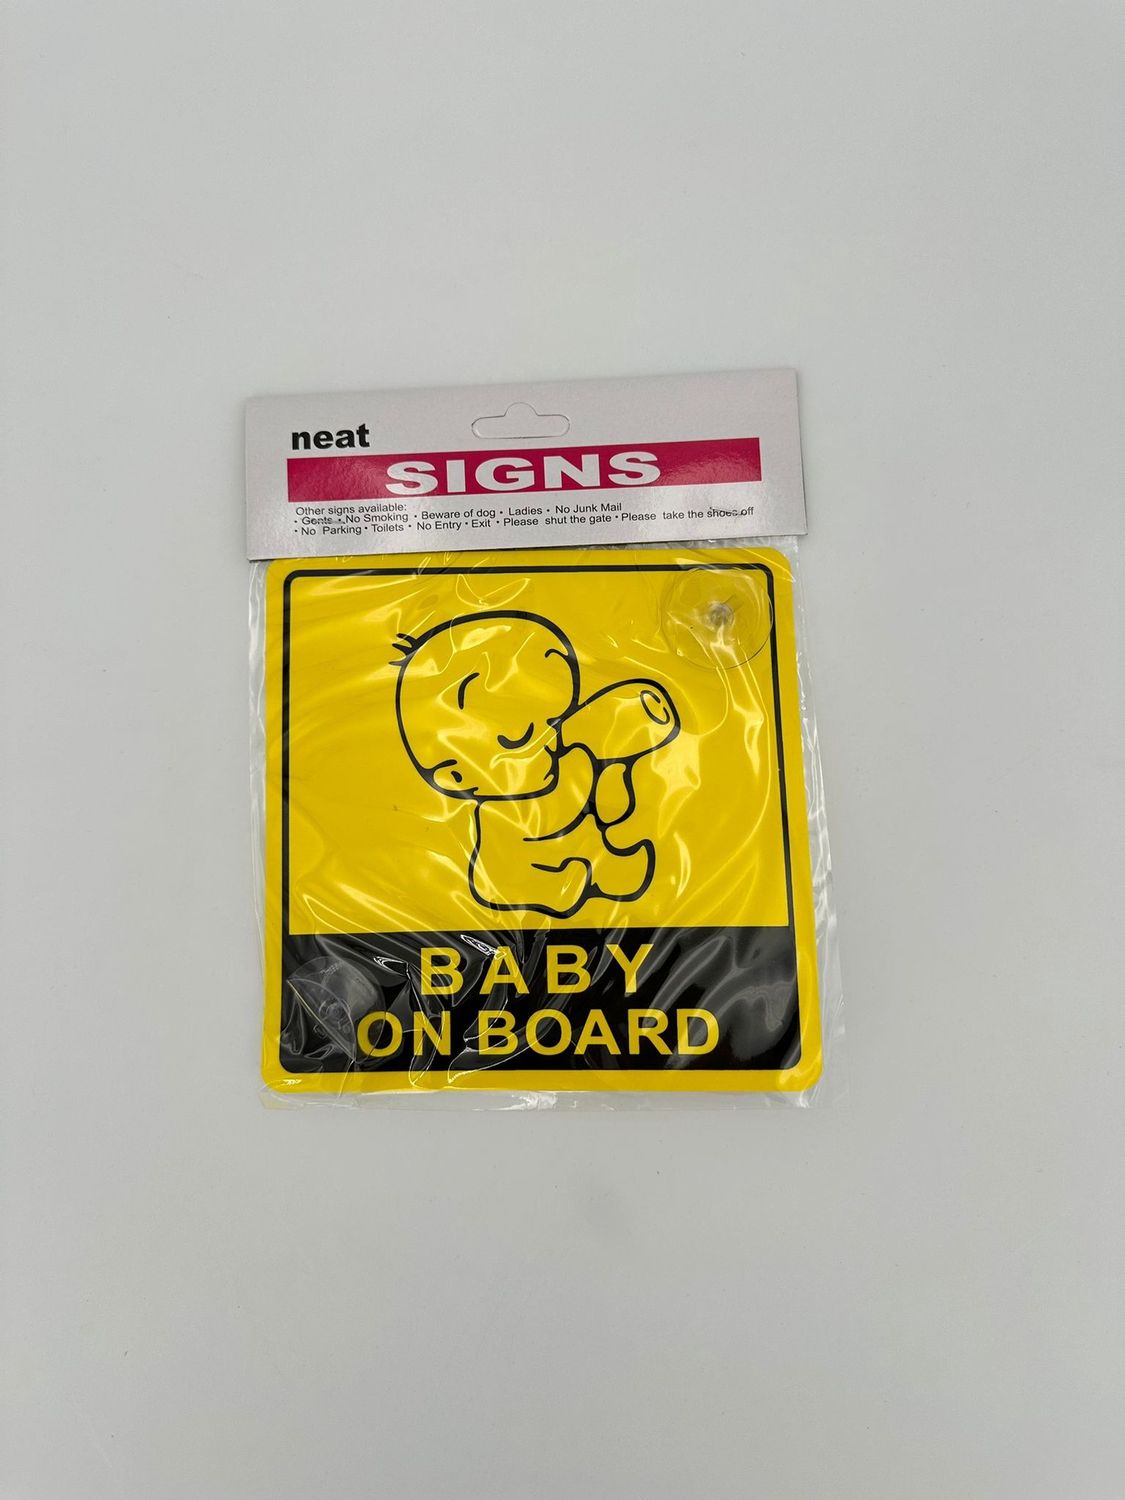 neat
SIGNS
Other signs available:
• Gents • No Smoking • Beware of dog • Ladies • No Junk Mail
• No Parking • Toilets • No Entry • Exit • Please shut the gate • Please take the shoes off
BABY
ON BOARD